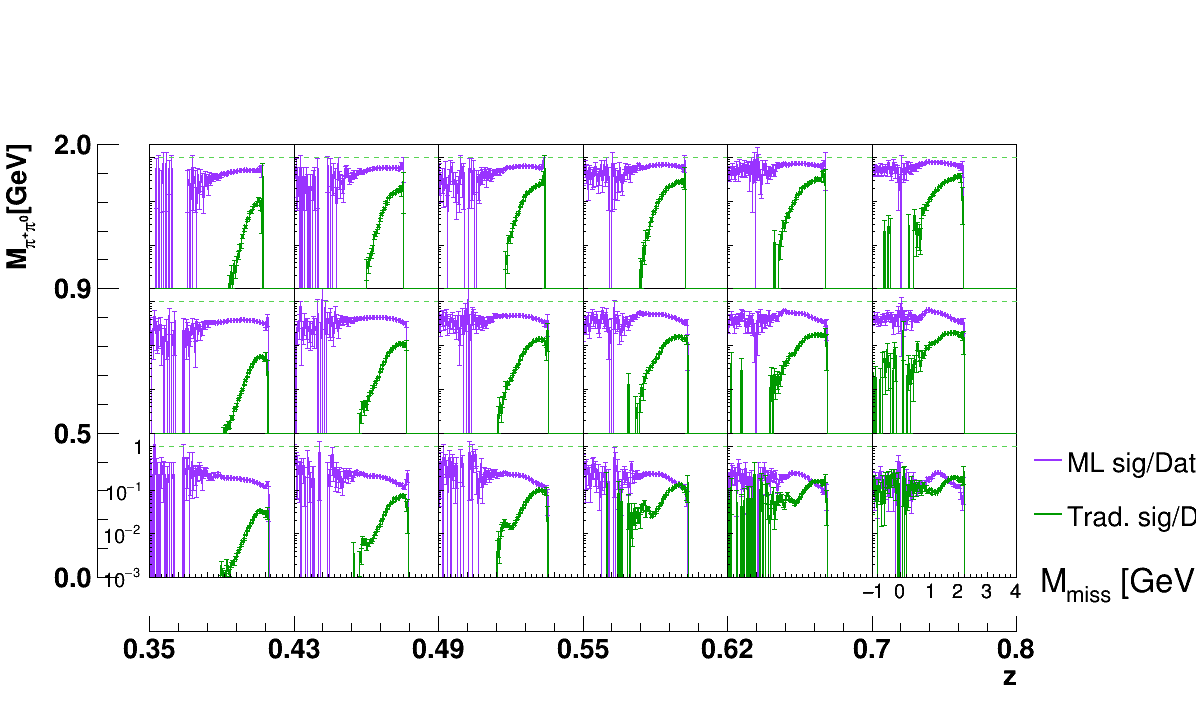 2.0
M π⁺π⁰ [GeV]
0.9
0.5
1
10⁻¹
10⁻²
10⁻³
0.0
ML sig/Dat
Trad. sig/D
M miss [GeV
−1 0 1 2 3 4
0.35 0.43 0.49 0.55 0.62 0.7 0.8
z